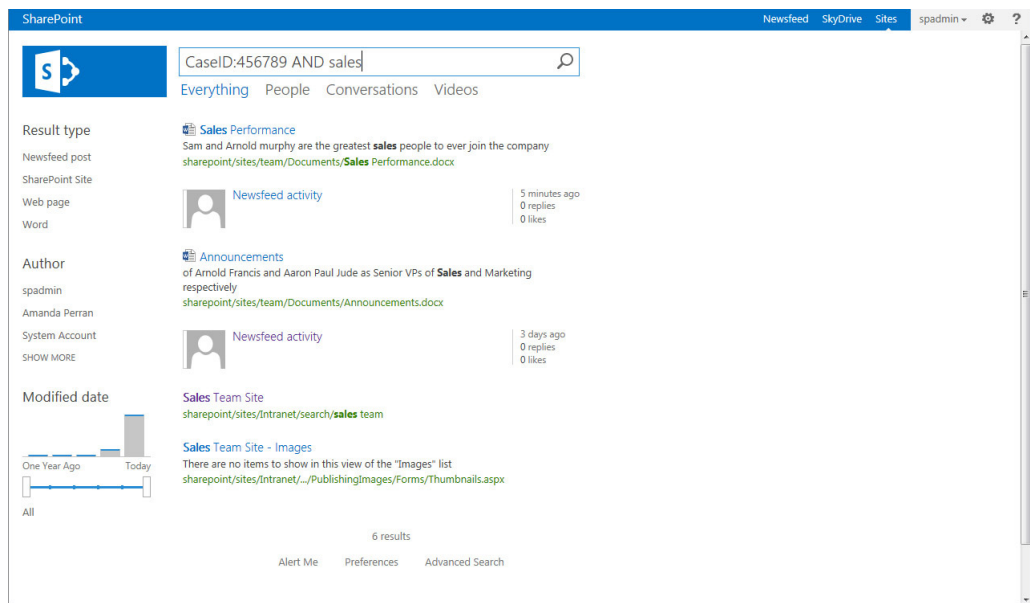 SharePoint
Newsfeed SkyDrive Sites spadmin ?
S
CaseID:456789 AND sales
Everything People Conversations Videos
Result type
Newsfeed post
SharePoint Site
Web page
Word
Author
spadmin
Amanda Perran
System Account
SHOW MORE
Modified date
One Year Ago Today
All
Sales Performance
Sam and Arnold murphy are the greatest sales people to ever join the company
sharepoint/sites/team/Documents/Sales Performance.docx
Newsfeed activity
5 minutes ago
0 replies
0 likes
Announcements
of Arnold Francis and Aaron Paul Jude as Senior VPs of Sales and Marketing
respectively
sharepoint/sites/team/Documents/Announcements.docx
Newsfeed activity
3 days ago
0 replies
0 likes
Sales Team Site
sharepoint/sites/Intranet/search/sales team
Sales Team Site - Images
There are no items to show in this view of the "Images" list
sharepoint/sites/Intranet/.../PublishingImages/Forms/Thumbnails.aspx
6 results
Alert Me Preferences Advanced Search